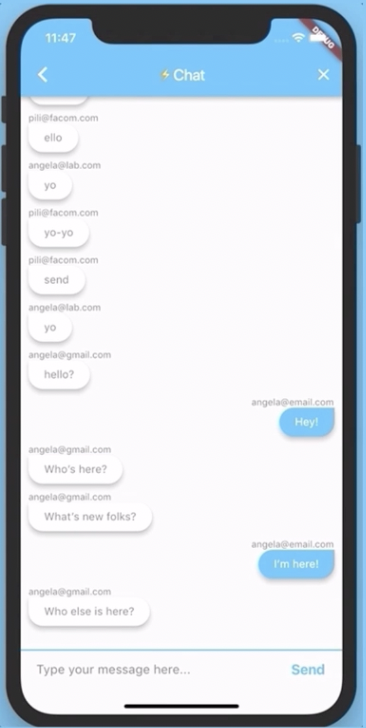 11:47
DEBUG
⚡Chat
pili@facom.com
ello
angela@lab.com
yo
pili@facom.com
yo-yo
pili@facom.com
send
angela@lab.com
yo
angela@gmail.com
hello?
angela@email.com
Hey!
angela@gmail.com
Who's here?
angela@gmail.com
What's new folks?
angela@email.com
I'm here!
angela@gmail.com
Who else is here?
Type your message here... Send